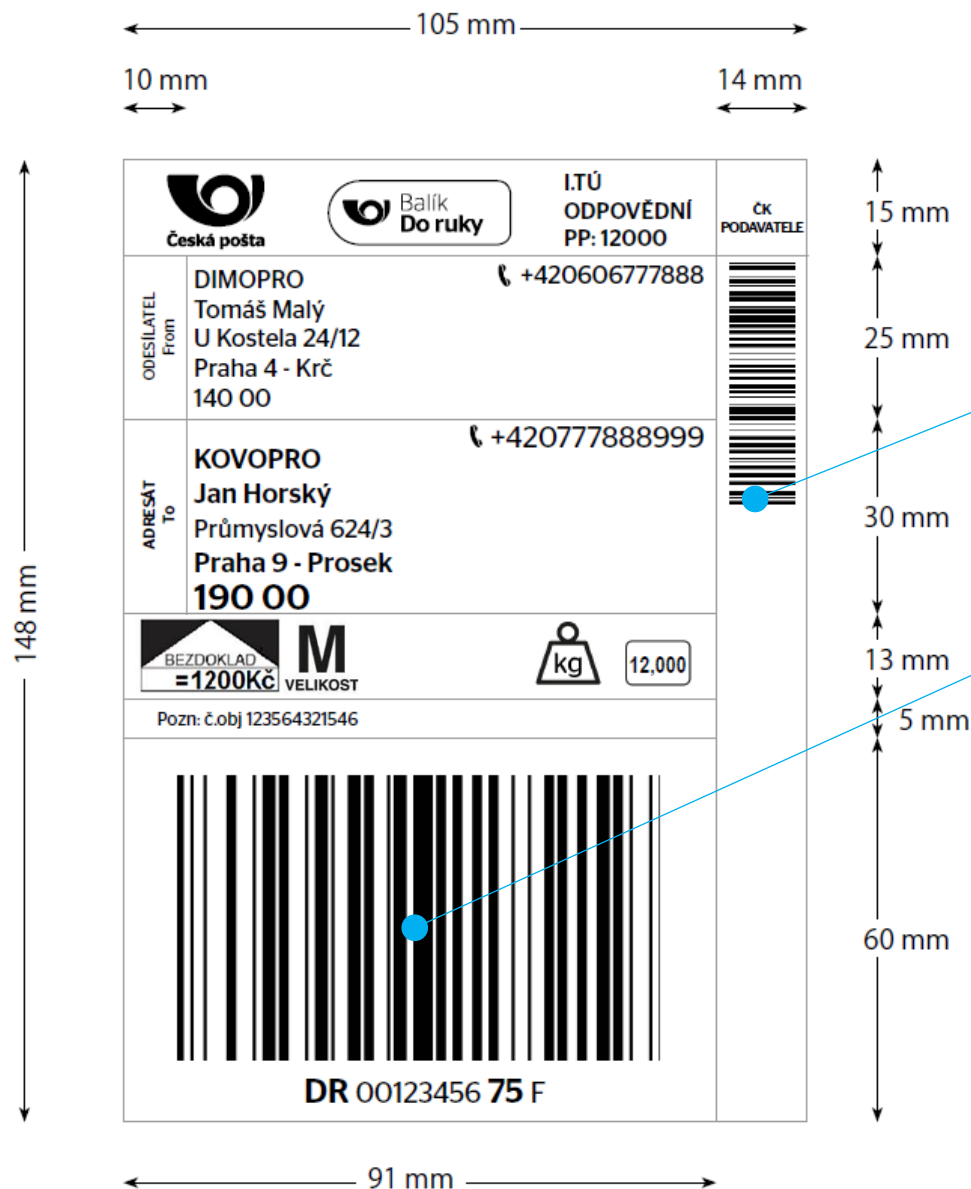 105 mm
10 mm
14 mm
148 mm
Česká pošta
Balík
Do ruky
I.TÚ
ODPOVĚDNÍ
PP: 12000
ČK
PODAVATELE
15 mm
ODESÍLATEL
From
DIMOPRO
Tomáš Malý
U Kostela 24/12
Praha 4 - Krč
140 00
+420606777888
25 mm
ADRESÁT
To
+420777888999
KOVOPRO
Jan Horský
Průmyslová 624/3
Praha 9 - Prosek
190 00
30 mm
BEZDOKLAD
=1200Kč
M
VELIKOST
kg
12,000
13 mm
Pozn: č.obj 123564321546
5 mm
60 mm
DR 00123456 75 F
91 mm